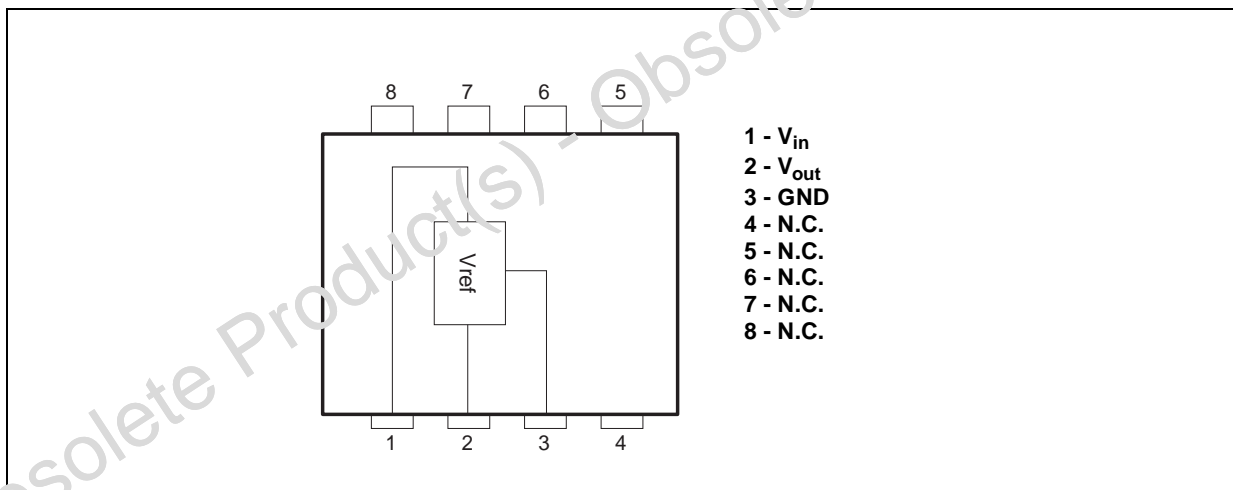 8 7 6 5
1 - Vin
2 - Vout
3 - GND
4 - N.C.
5 - N.C.
6 - N.C.
7 - N.C.
8 - N.C.
Vref
1 2 3 4
Obsolete Product(s) - Obsole